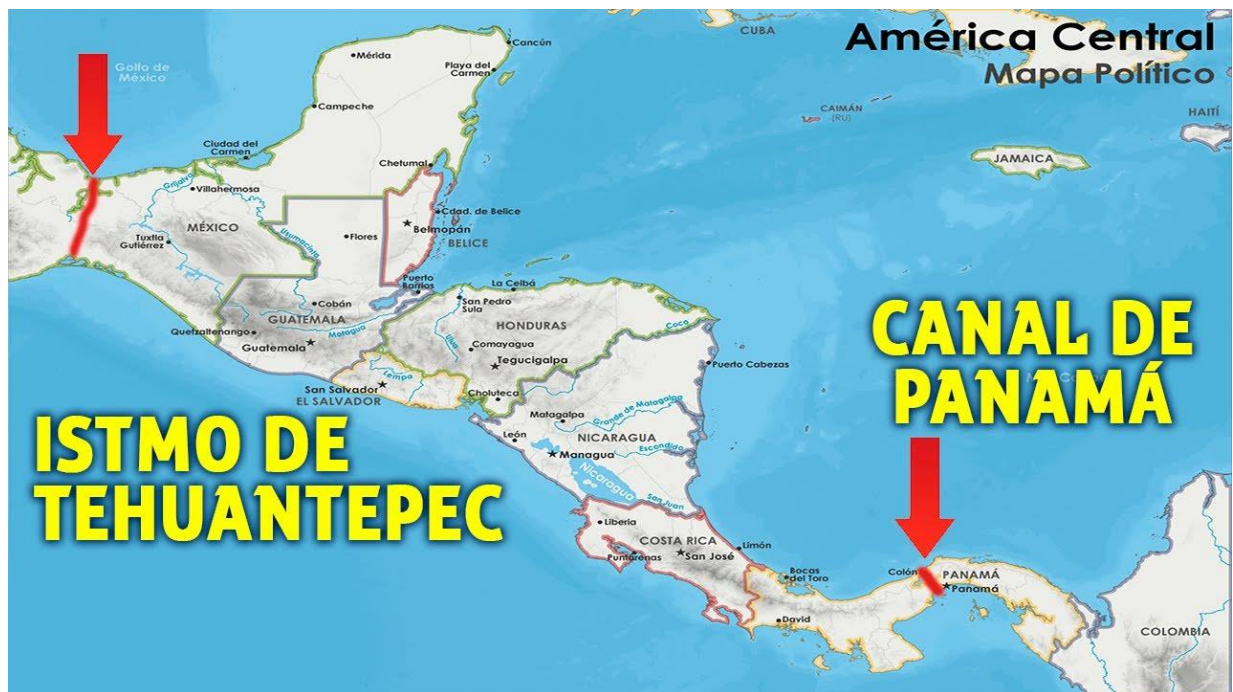 América Central
Mapa Político
CUBA
Golfo de
México
Cancún
Mérida
Playa del
Carmen
Campeche
CAIMÁN
(RU)
HAITÍ
Ciudad del
Carmen
Chetumal
JAMAICA
Grijalva
Villahermosa
Cdad. de Belice
MÉXICO
Belmopán
Tuxtla
Gutiérrez
Usumacinta
Flores
BELICE
Puerto
Barrios
La Ceibá
Cobán
San Pedro
Sula
GUATEMALA
Motagua
HONDURAS
Coco
Quetzaltenango
Ulua
Comayagua
Guatemala
Tegucigalpa
Puerto Cabezas
Lempa
San Salvador
EL SALVADOR
Choluteca
CANAL DE
PANAMÁ
Matagalpa
Grande de Matagalpa
ISTMO DE
TEHUANTEPEC
León
NICARAGUA
Escondido
Managua
Nicaragua
San Juan
Liberia
COSTA RICA
Limón
Puntarenas
San José
Bocas
del Toro
Colón
PANAMÁ
Panamá
David
COLOMBIA